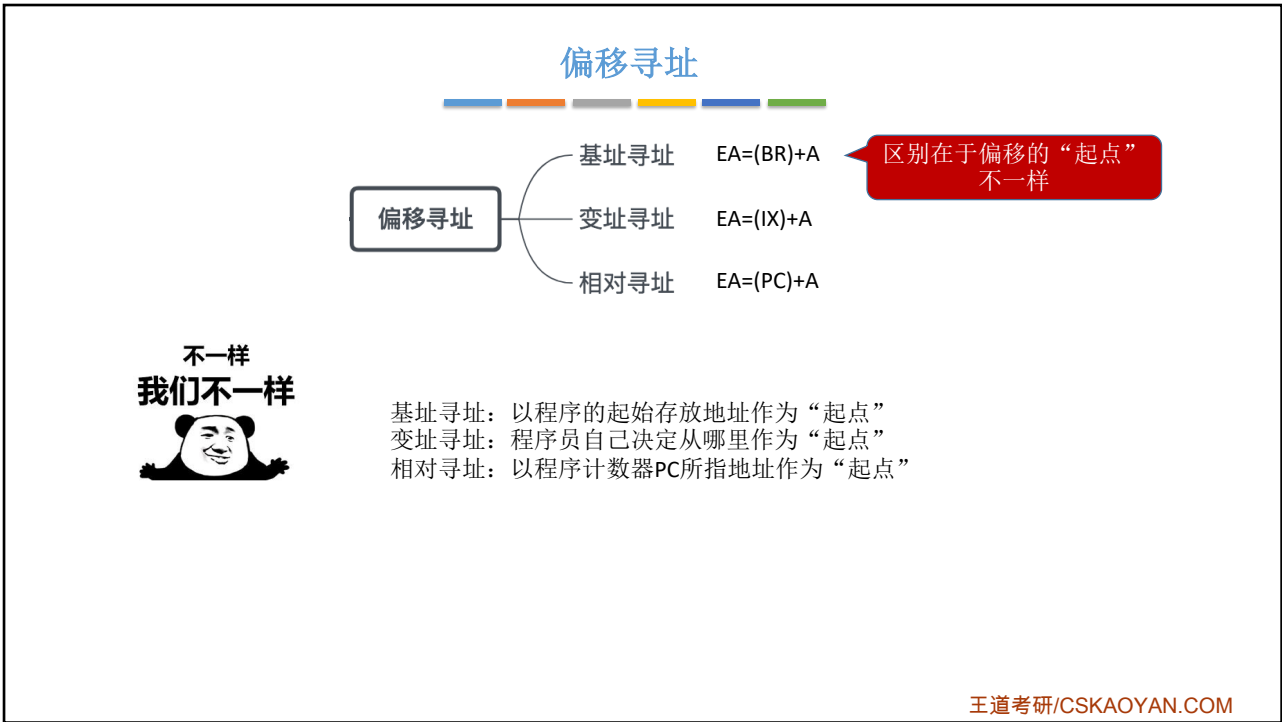 偏移寻址
基址寻址 EA=(BR)+A
区别在于偏移的“起点”
不一样
偏移寻址
变址寻址 EA=(IX)+A
相对寻址 EA=(PC)+A
不一样
我们不一样
基址寻址：以程序的起始存放地址作为“起点”
变址寻址：程序员自己决定从哪里作为“起点”
相对寻址：以程序计数器PC所指地址作为“起点”
王道考研/CSKAOYAN.COM